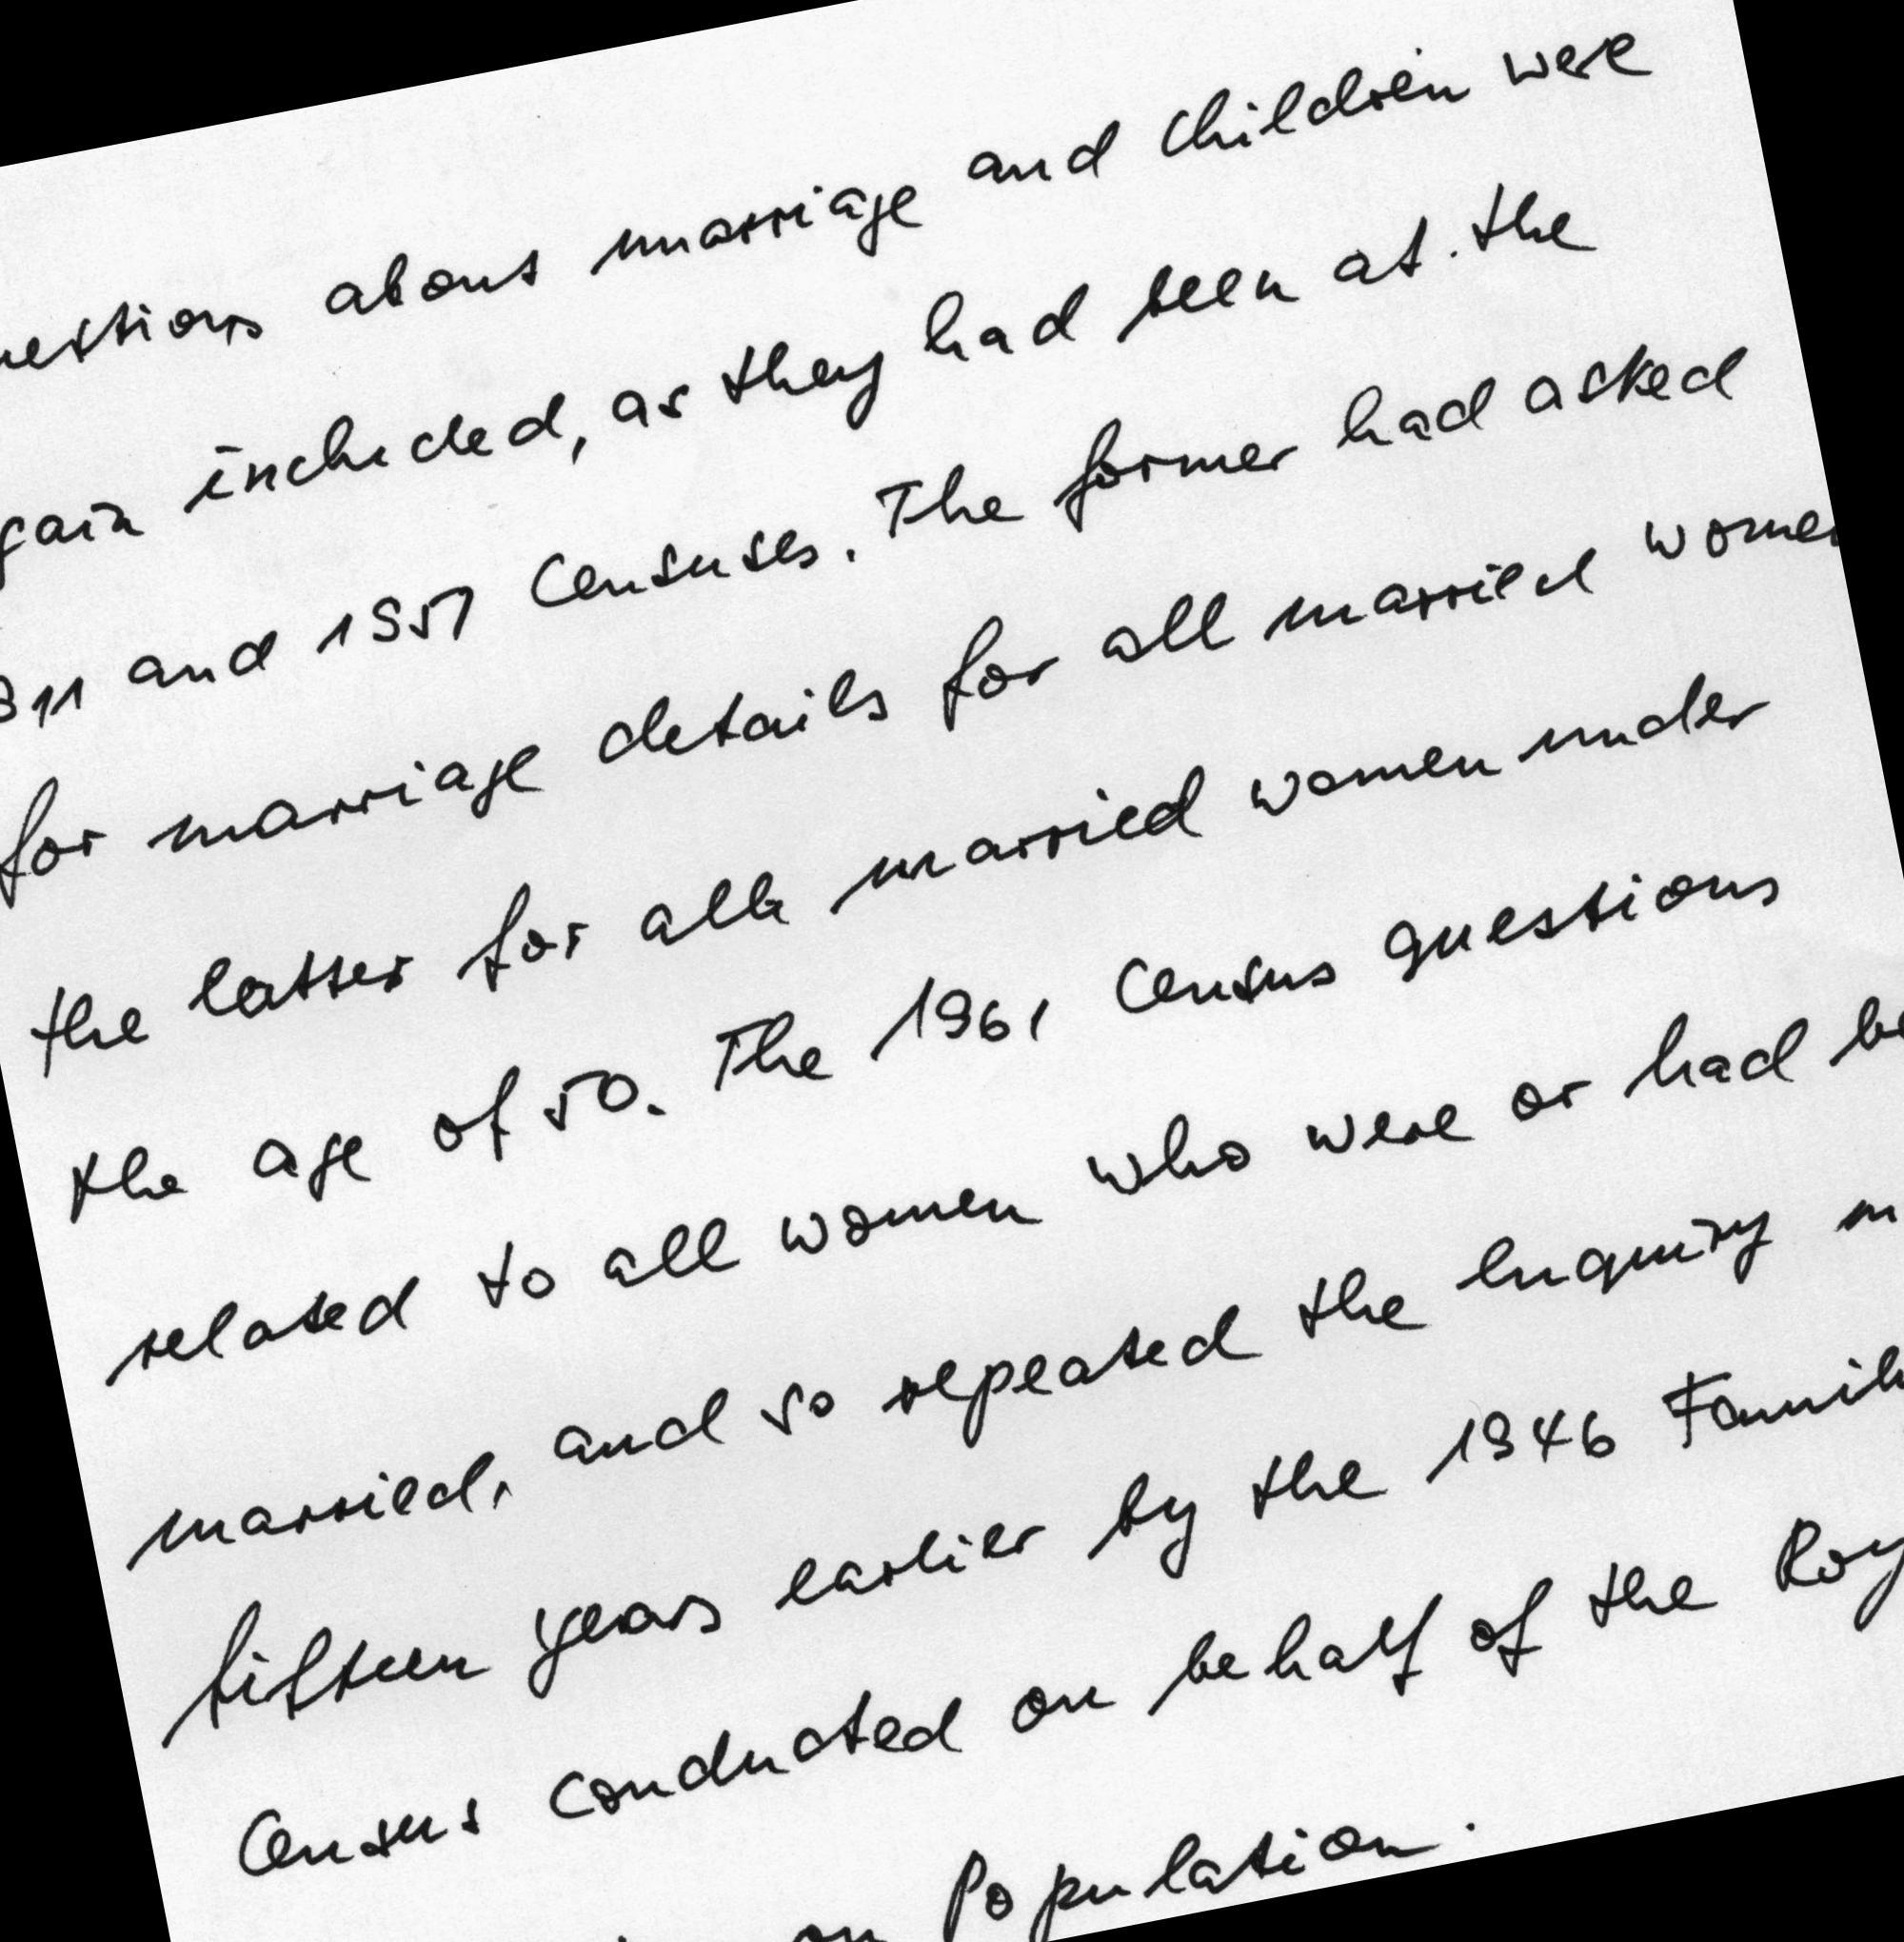 uestions about marriage and children were
gain included, as they had been at the
911 and 1951 Censuses. The former had asked
for marriage details for all married women
the latter for all married women under
the age of 50. The 1961 Census questions
related to all women who were or had be
married, and so repeated the enquiry m
fifteen years earlier by the 1946 Famil
Census conducted on behalf of the Roy
on Population.